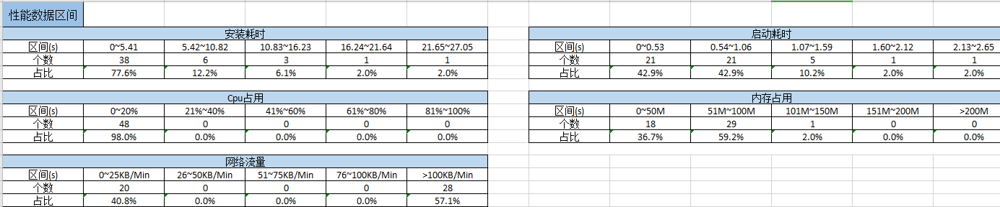 性能数据区间
安装耗时
区间(s) 0~5.41 5.42~10.82 10.83~16.23 16.24~21.64 21.65~27.05
个数 38 6 3 1 1
占比 77.6% 12.2% 6.1% 2.0% 2.0%
启动耗时
区间(s) 0~0.53 0.54~1.06 1.07~1.59 1.60~2.12 2.13~2.65
个数 21 21 5 1 1
占比 42.9% 42.9% 10.2% 2.0% 2.0%
Cpu占用
区间(s) 0~20% 21%~40% 41%~60% 61%~80% 81%~100%
个数 48 0 0 0 0
占比 98.0% 0.0% 0.0% 0.0% 0.0%
内存占用
区间(s) 0~50M 51M~100M 101M~150M 151M~200M >200M
个数 18 29 1 0 0
占比 36.7% 59.2% 2.0% 0.0% 0.0%
网络流量
区间(s) 0~25KB/Min 26~50KB/Min 51~75KB/Min 76~100KB/Min >100KB/Min
个数 20 0 0 0 28
占比 40.8% 0.0% 0.0% 0.0% 57.1%